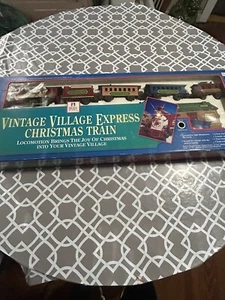 VINTAGE VILLAGE EXPRESS
CHRISTMAS TRAIN
LOCOMOTION BRINGS THE JOY OF CHRISTMAS
INTO YOUR VINTAGE VILLAGE